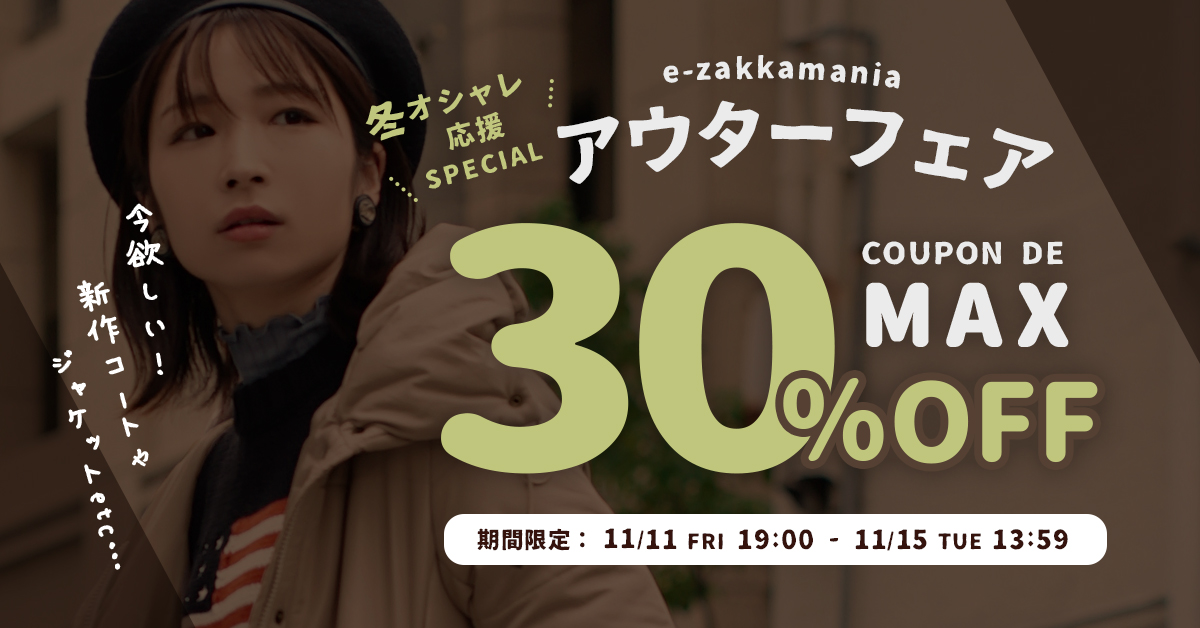 e-zakkamania
アウターフェア
冬オシャレ
応援
SPECIAL
30%OFF
COUPON DE
MAX
今欲しい!
新作コートや
ジャケットetc…
期間限定: 11/11 FRI 19:00 - 11/15 TUE 13:59